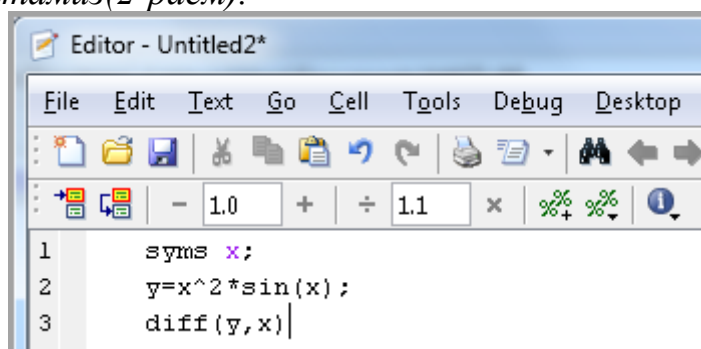 (2-расм).
Editor - Untitled2*
File Edit Text Go Cell Tools Debug Desktop
1.0 1.1
1 syms x;
2 y=x^2*sin(x);
3 diff(y,x)